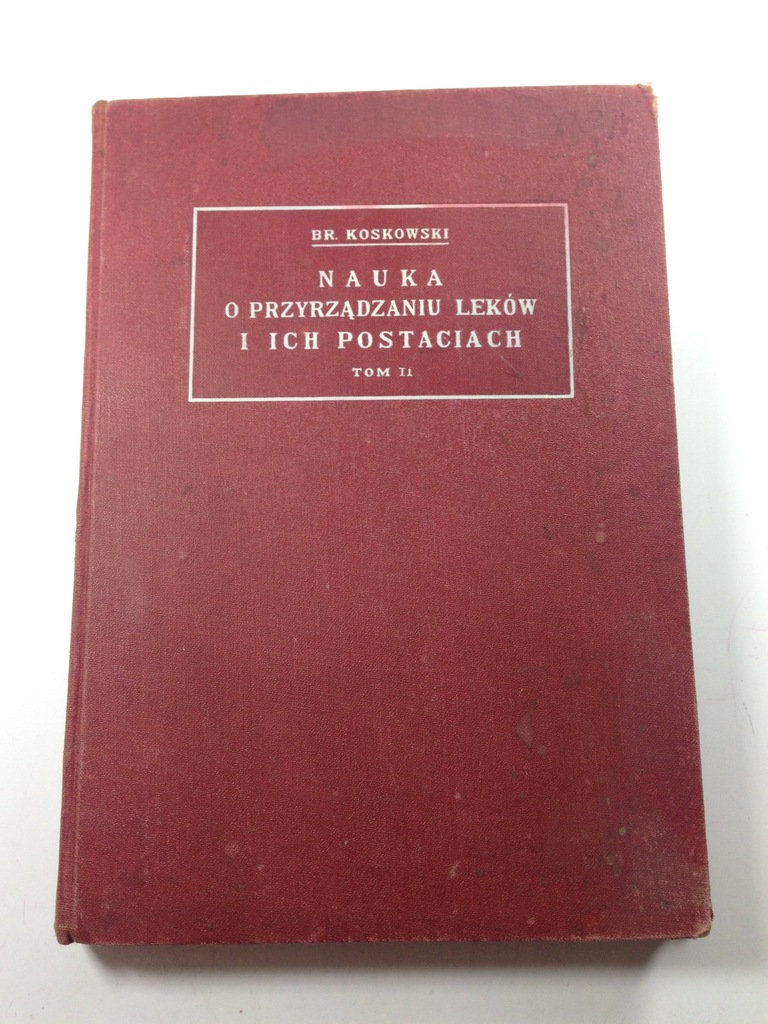 BR. KOSKOWSKI
NAUKA
O PRZYRZĄDZANIU LEKÓW
I ICH POSTACIACH
TOM II